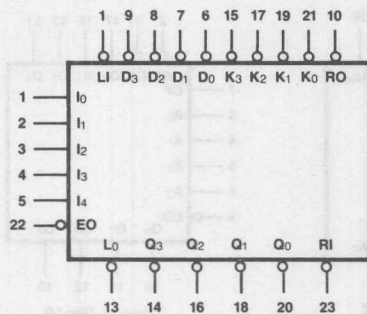 1 9 8 7 6 15 17 19 21 10
LI D3 D2 D1 D0 K3 K2 K1 K0 RO
1 I0
2 I1
3 I2
4 I3
5 I4
22 EO
L0 Q3 Q2 Q1 Q0 RI
13 14 16 18 20 23